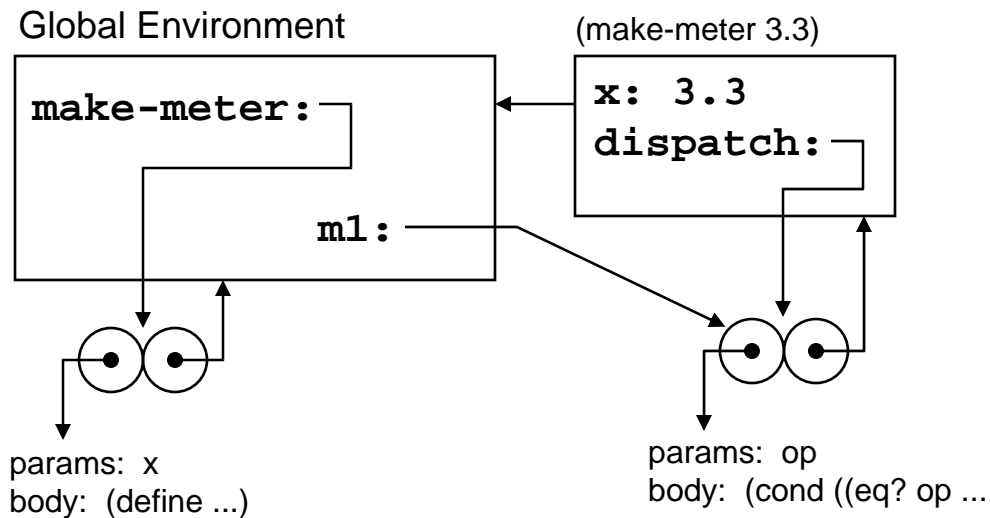 Global Environment
make-meter:
m1:
params: x
body: (define ...)
(make-meter 3.3)
x: 3.3
dispatch:
params: op
body: (cond ((eq? op ...